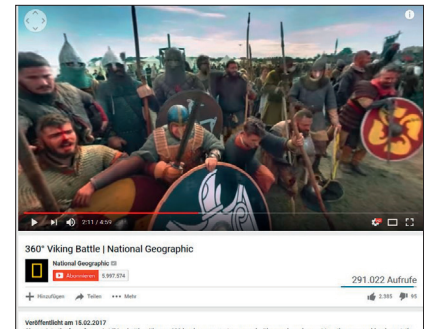 2:11 / 4:59
360° Viking Battle | National Geographic
National Geographic
Abonnieren 5.997.574
291.022 Aufrufe
Hinzufügen Teilen Mehr
2.595 95
Veröffentlicht am 15.02.2017